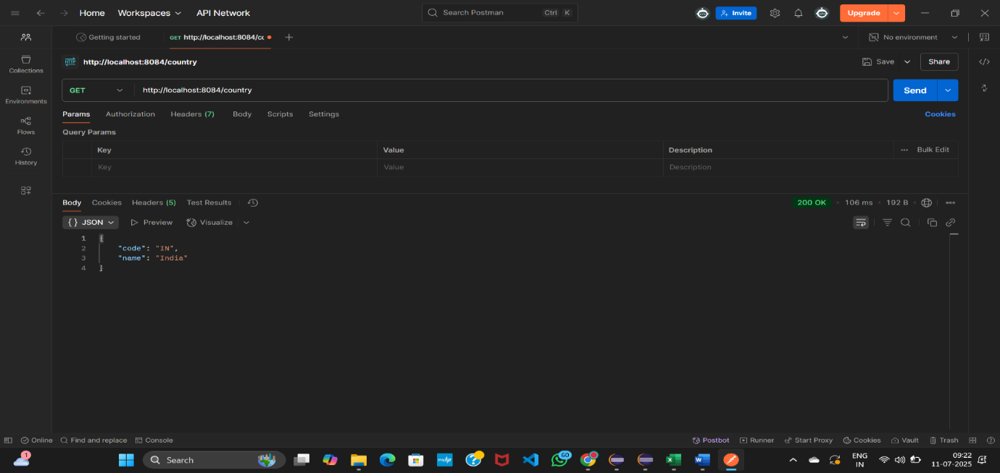 Home Workspaces API Network Search Postman Ctrl K Invite Upgrade
Getting started GET http://localhost:8084/cc No environment
HTTP http://localhost:8084/country Save Share
GET http://localhost:8084/country Send
Params Authorization Headers (7) Body Scripts Settings Cookies
Query Params
Key Value Description Bulk Edit
Key Value Description
Collections
Environments
Flows
History
Body Cookies Headers (5) Test Results 200 OK 106 ms 192 B
{ } JSON Preview Visualize
1 {
2 "code": "IN",
3 "name": "India"
4 }
Online Find and replace Console Postbot Runner Start Proxy Cookies Vault Trash
1 Search myhp 60 ENG IN 09:22
11-07-2025